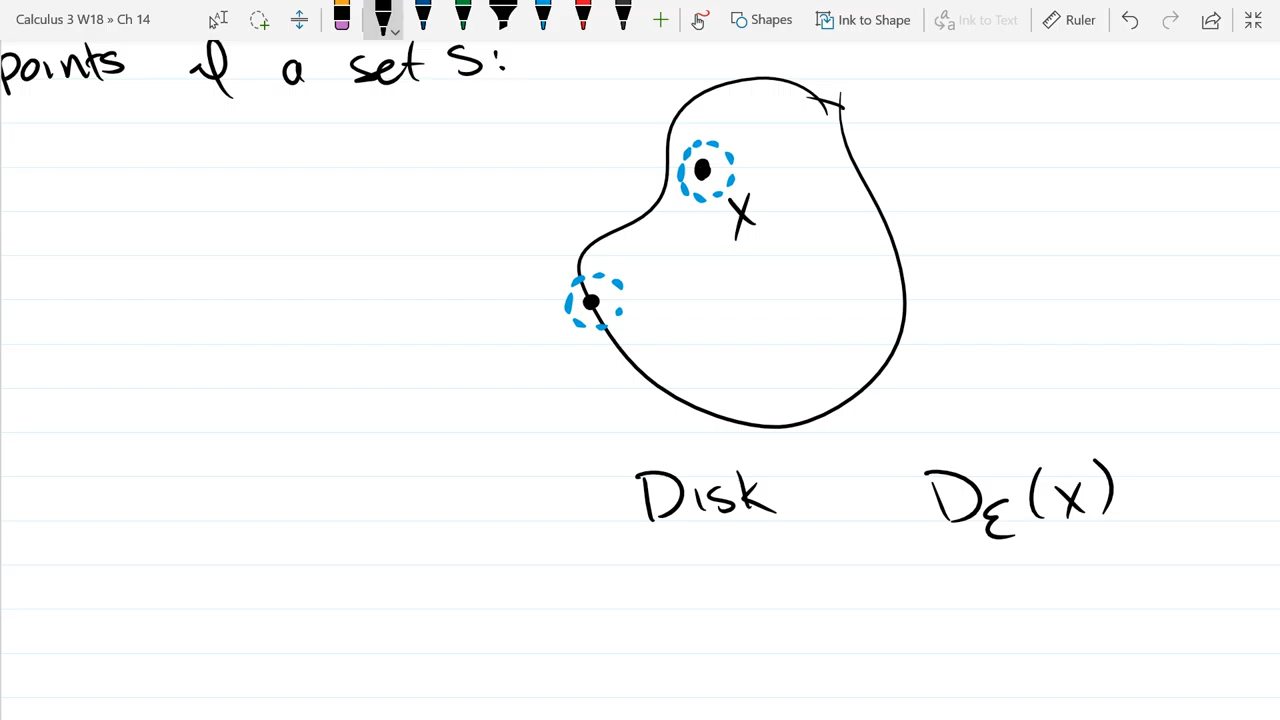 Calculus 3 W18 » Ch 14
Shapes Ink to Shape Ink to Text Ruler
points of a set S:
x
Disk Dε(x)